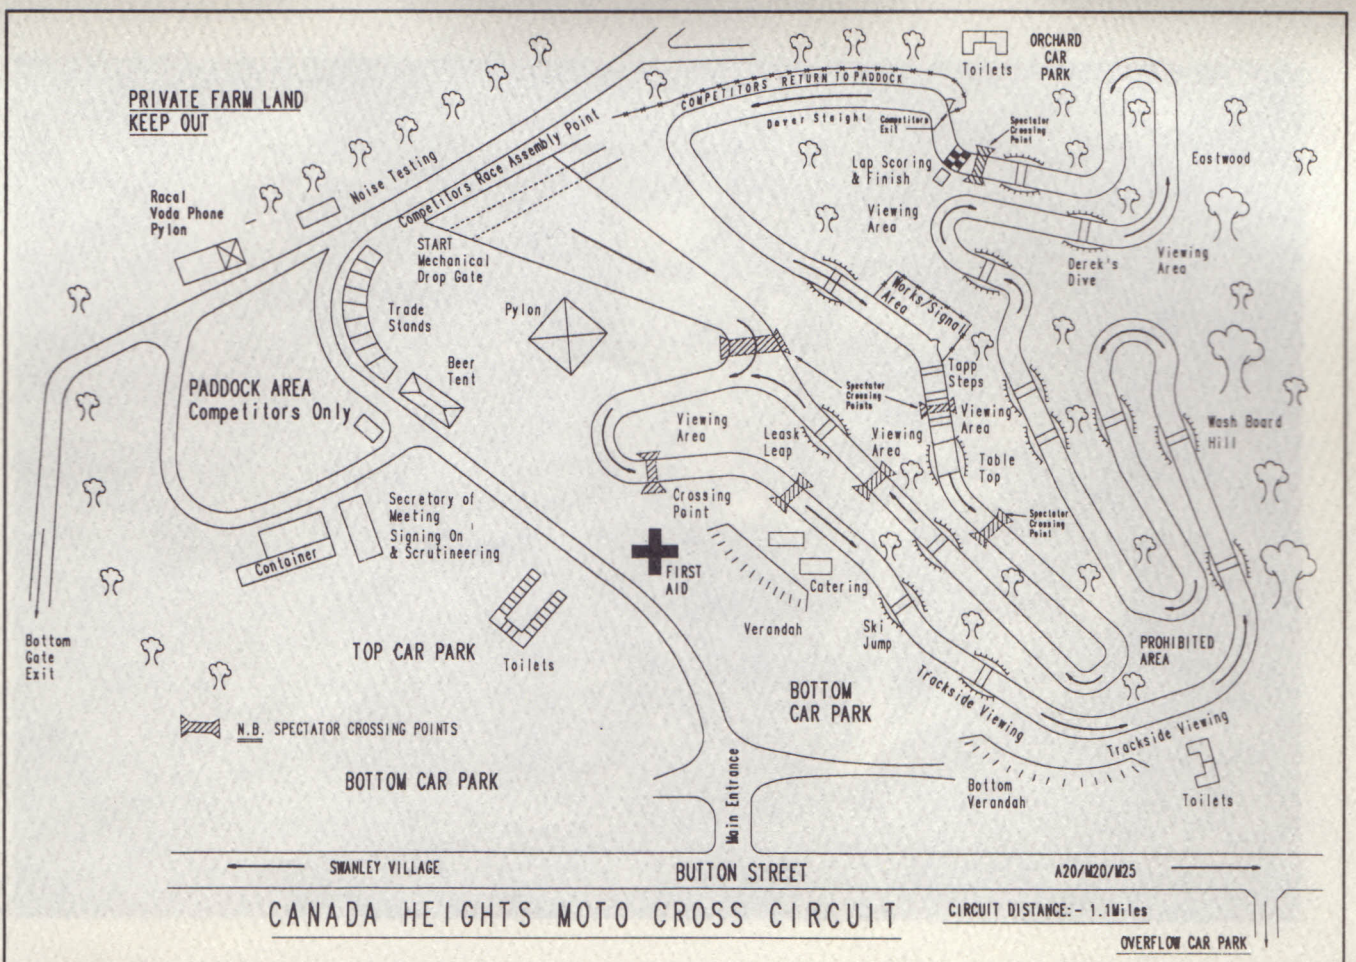 PRIVATE FARM LAND
KEEP OUT
Toilets
ORCHARD
CAR
PARK
COMPETITORS' RETURN TO PADDOCK
Dover Steight
Competitors
Exit
Spectator
Crossing
Point
Eastwood
Lap Scoring
& Finish
Noise Testing
Competitors Race Assembly Point
Racal
Voda Phone
Pylon
Viewing
Area
START
Mechanical
Drop Gate
Derek's
Dive
Viewing
Area
Works/Signal
Area
Trade
Stands
Pylon
Beer
Tent
Tapp
Steps
PADDOCK AREA
Competitors Only
Spectator
Crossing
Points
Viewing
Area
Viewing
Area
Leask
Leap
Viewing
Area
Wash Board
Hill
Table
Top
Crossing
Point
Secretary of
Meeting
Signing On
& Scrutineering
Spectator
Crossing
Point
Container
FIRST
AID
Catering
Verandah
Ski
Jump
Bottom
Gate
Exit
TOP CAR PARK
Toilets
PROHIBITED
AREA
Trackside Viewing
BOTTOM
CAR PARK
Trackside Viewing
N.B. SPECTATOR CROSSING POINTS
BOTTOM CAR PARK
Main Entrance
Bottom
Verandah
Toilets
SWANLEY VILLAGE
BUTTON STREET
A20/M20/M25
CANADA HEIGHTS MOTO CROSS CIRCUIT
CIRCUIT DISTANCE:- 1.1Miles
OVERFLOW CAR PARK